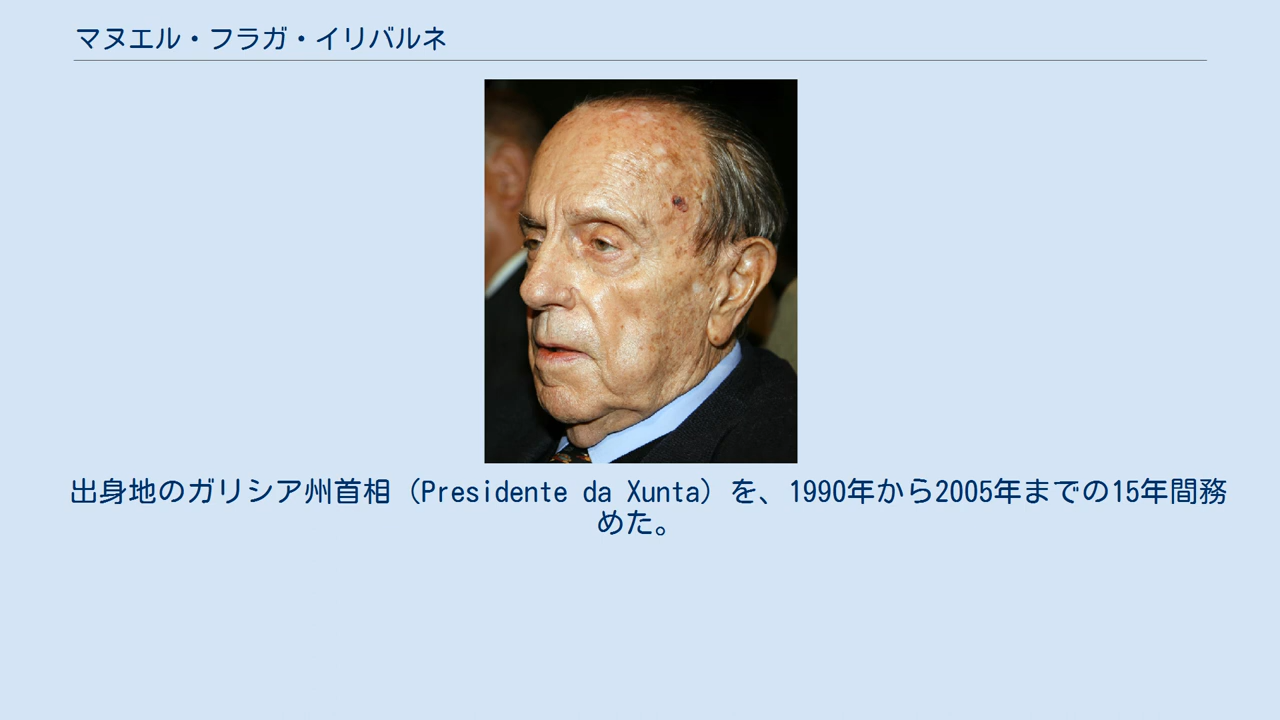 マヌエル・フラガ・イリバルネ
出身地のガリシア州首相（Presidente da Xunta）を、1990年から2005年までの15年間務
めた。